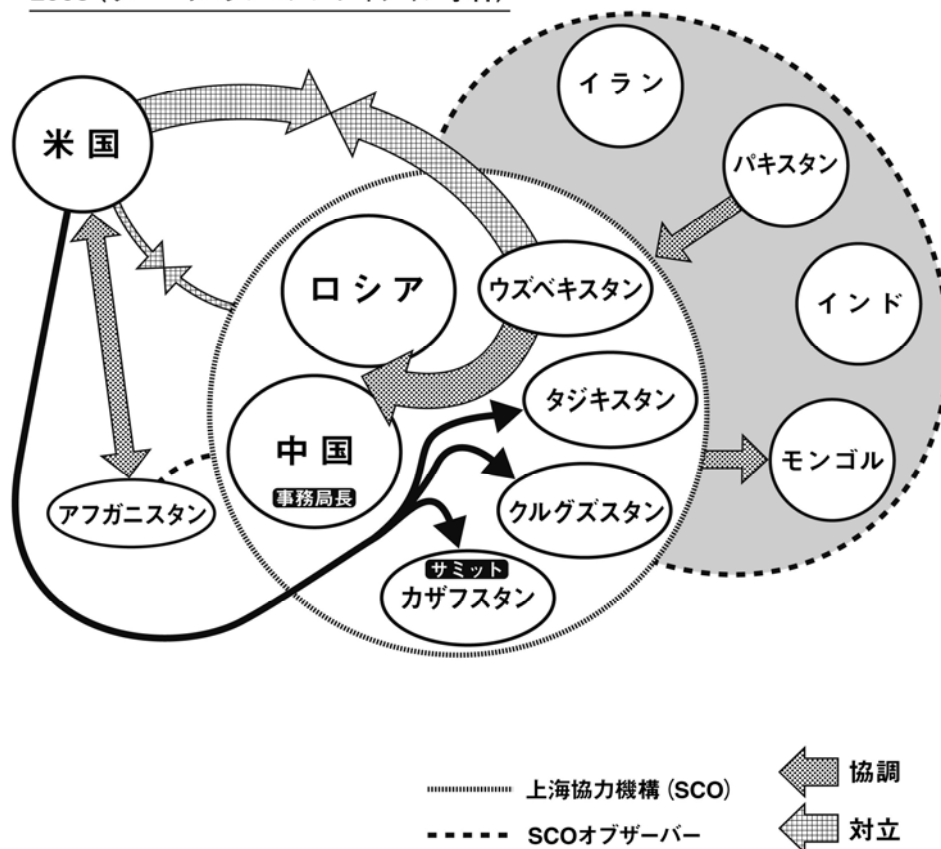 米国
イラン
パキスタン
ロシア
ウズベキスタン
インド
タジキスタン
中国
事務局長
モンゴル
アフガニスタン
クルグズスタン
サミット
カザフスタン
上海協力機構 (SCO)
協調
SCOオブザーバー
対立